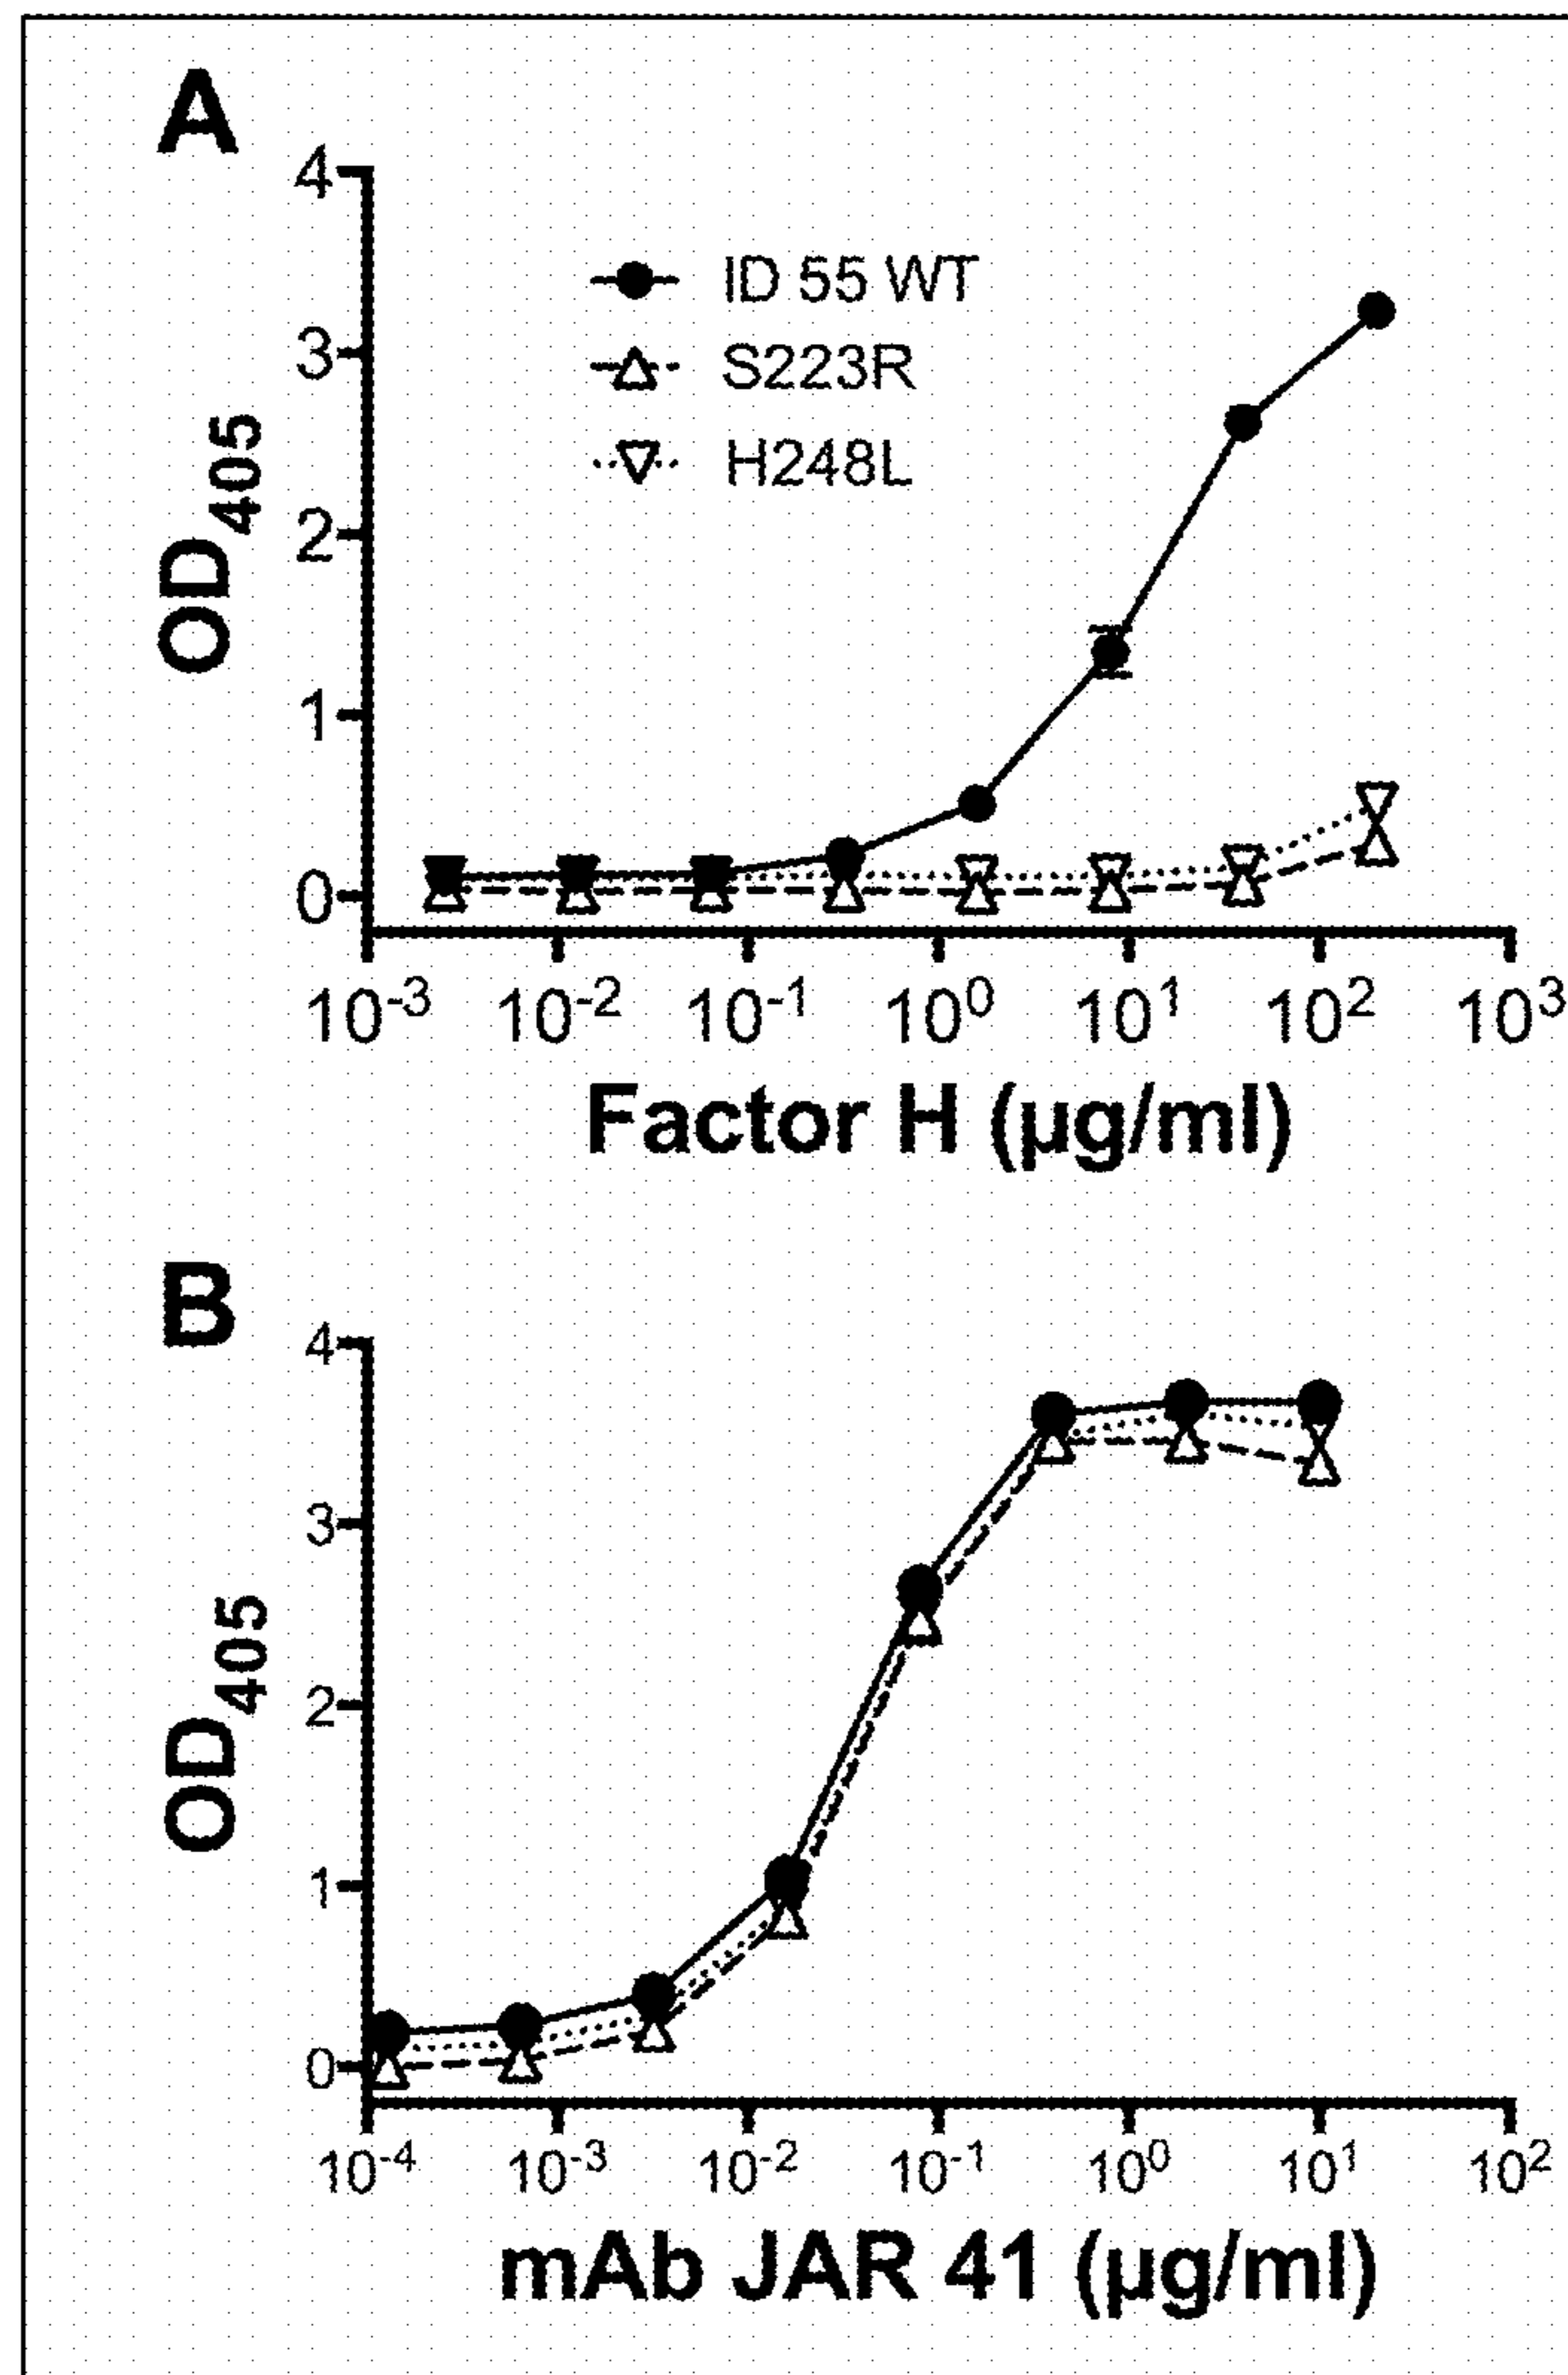 A
4
3
2
1
0
OD405
ID 55 WT
S223R
H248L
10-3 10-2 10-1 100 101 102 103
Factor H (µg/ml)
B
4
3
2
1
0
OD405
10-4 10-3 10-2 10-1 100 101 102
mAb JAR 41 (µg/ml)